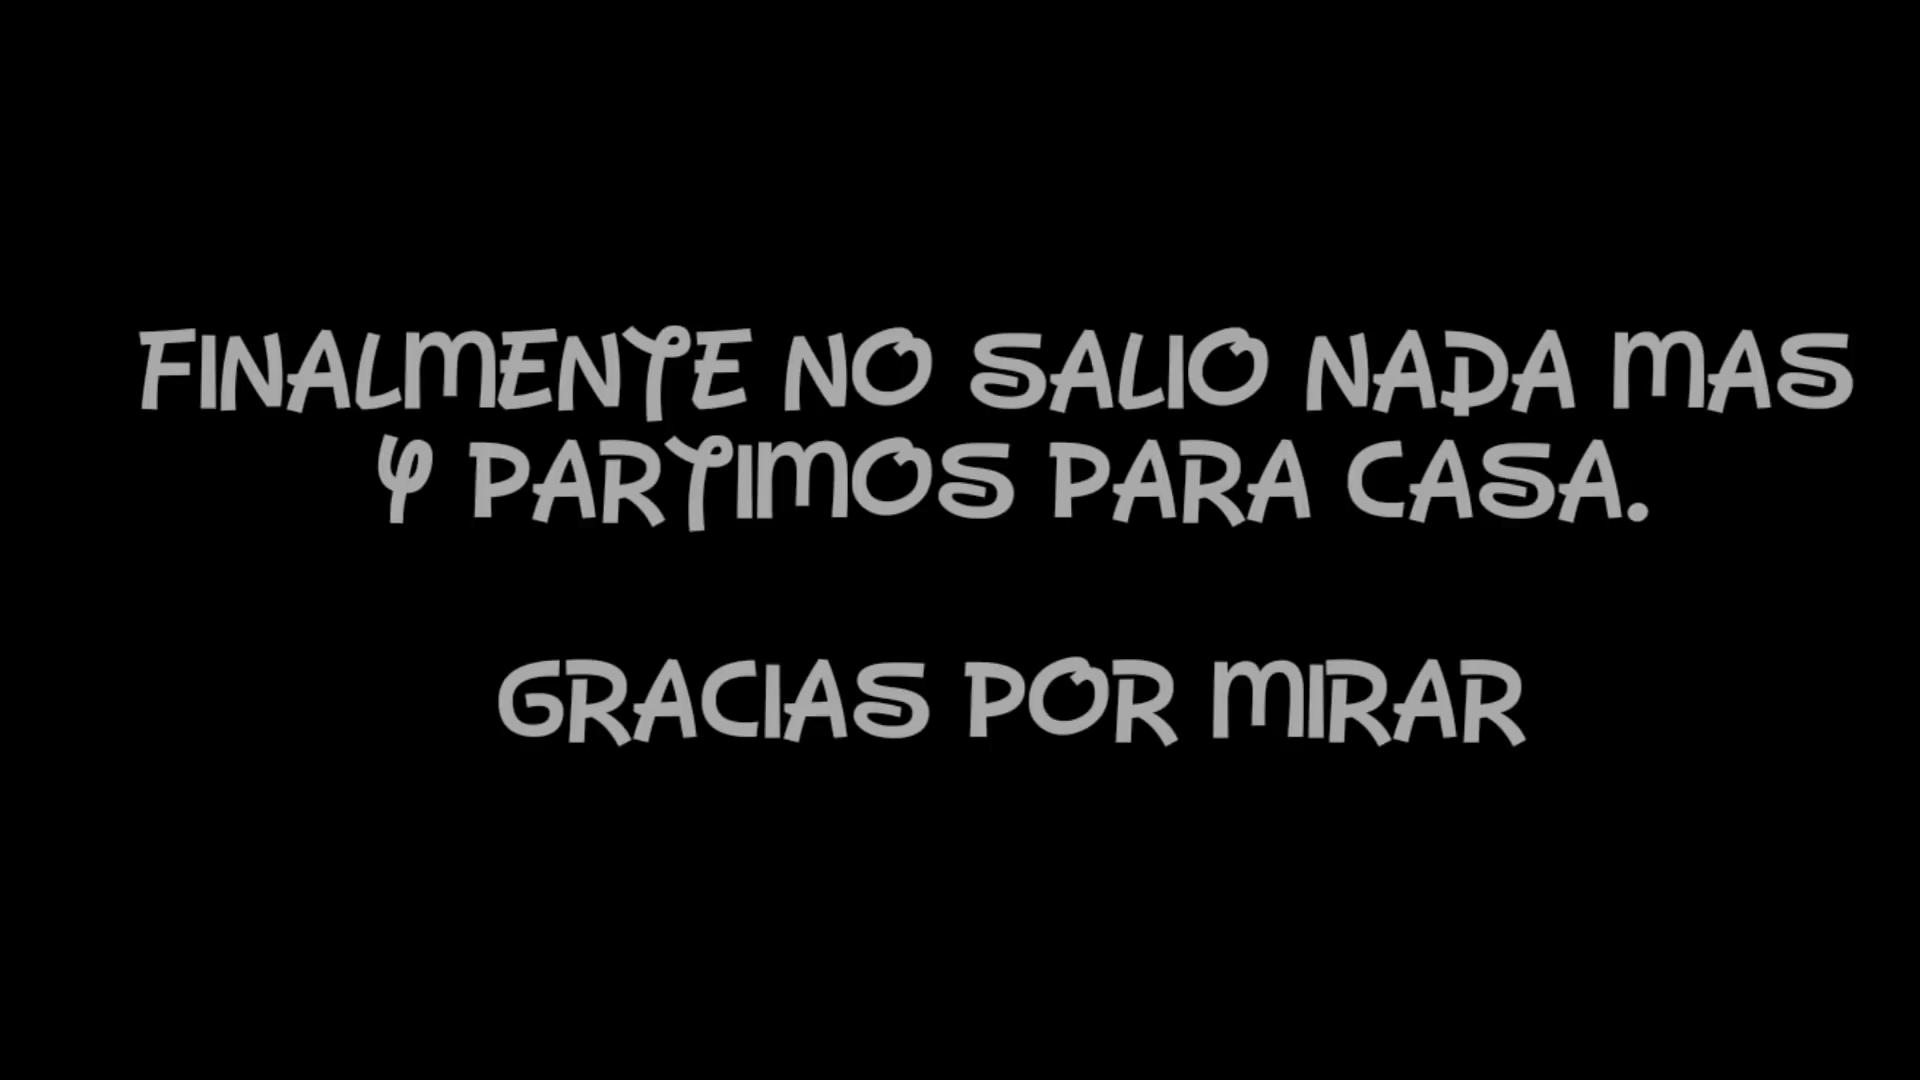 FINALMENTE NO SALIO NADA MAS
Y PARTIMOS PARA CASA.
GRACIAS POR MIRAR